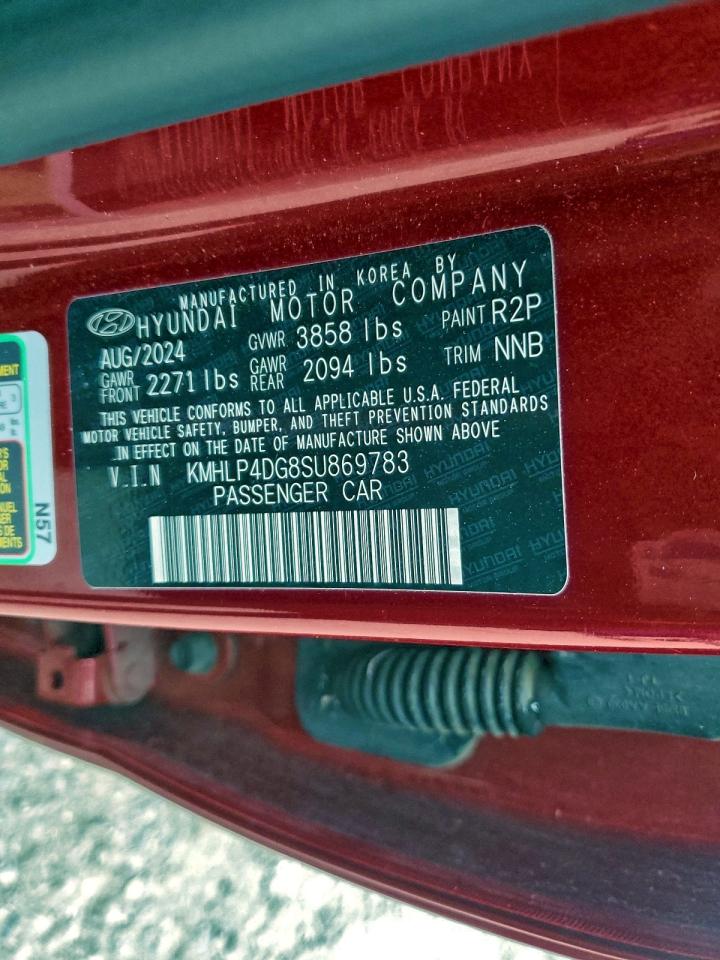 MANUFACTURED IN KOREA BY
HYUNDAI MOTOR COMPANY
AUG/2024 GVWR 3858 lbs PAINT R2P
GAWR FRONT 2271 lbs GAWR REAR 2094 lbs TRIM NNB
THIS VEHICLE CONFORMS TO ALL APPLICABLE U.S.A. FEDERAL
MOTOR VEHICLE SAFETY, BUMPER, AND THEFT PREVENTION STANDARDS
IN EFFECT ON THE DATE OF MANUFACTURE SHOWN ABOVE
V.I.N KMHLP4DG8SU869783
PASSENGER CAR
N57